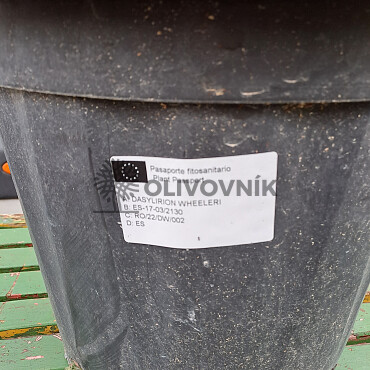 Pasaporte fitosanitario
Plant Passport
OLIVOVNÍK
A: DASYLIRION WHEELERI
B: ES-17-03/2130
C: RO/22/DW/002
D: ES